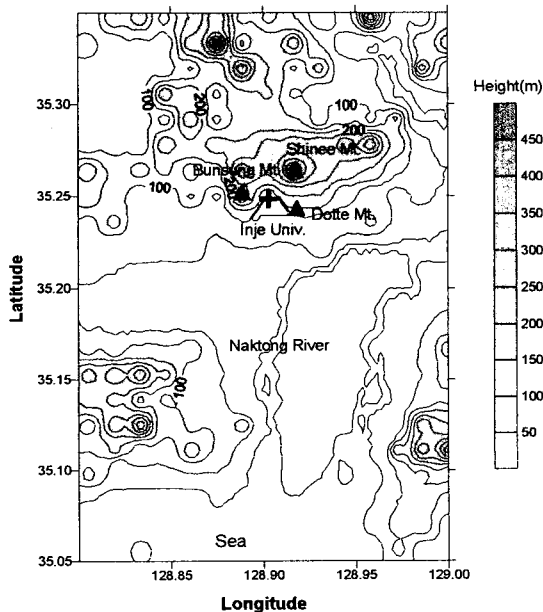 Height(m)
450
400
350
300
250
200
150
100
50
35.30
35.25
35.20
35.15
35.10
35.05
Latitude
100
200
100
200
Shinee Mt.
Bunsung Mt.
100
Dotte Mt.
Inje Univ.
Naktong River
100
Sea
128.85
128.90
128.95
129.00
Longitude